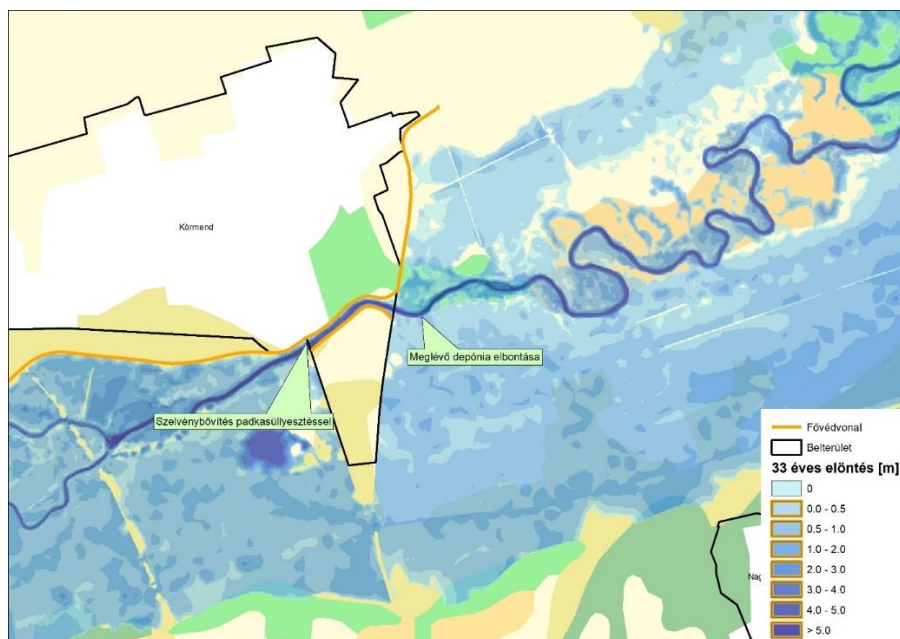 Körmend
Meglévő depónia elbontása
Szelvénybővítés padkasüllyesztéssel
Nag
Fővédvonal
Belterület
33 éves elöntés [m]
0
0.0 - 0.5
0.5 - 1.0
1.0 - 2.0
2.0 - 3.0
3.0 - 4.0
4.0 - 5.0
> 5.0